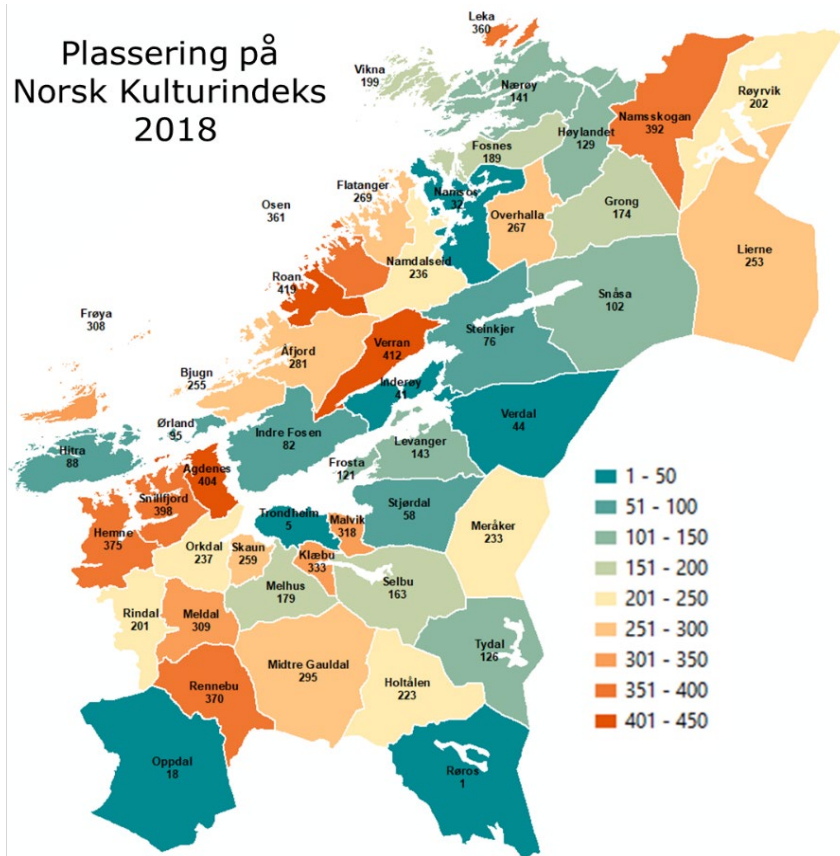 Plassering på
Norsk Kulturindeks
2018
Leka
360
Vikna
199
Nærøy
141
Røyrvik
202
Namsskogan
392
Høylandet
129
Fosnes
189
Flatanger
269
Namsos
32
Osen
361
Overhalla
267
Grong
174
Lierne
253
Namdalseid
236
Roan
419
Snåsa
102
Frøya
308
Steinkjer
76
Verran
412
Åfjord
281
Bjugn
255
Inderøy
41
Verdal
44
Ørland
95
Indre Fosen
82
Levanger
143
Hitra
88
Agdenes
404
Frosta
121
Snillfjord
398
Trondheim
5
Malvik
318
Stjørdal
58
Meråker
233
Hemne
375
Orkdal
237
Skaun
259
Klæbu
333
Melhus
179
Selbu
163
Rindal
201
Meldal
309
Tydal
126
Midtre Gauldal
295
Holtålen
223
Rennebu
370
Oppdal
18
Røros
1
1 - 50
51 - 100
101 - 150
151 - 200
201 - 250
251 - 300
301 - 350
351 - 400
401 - 450